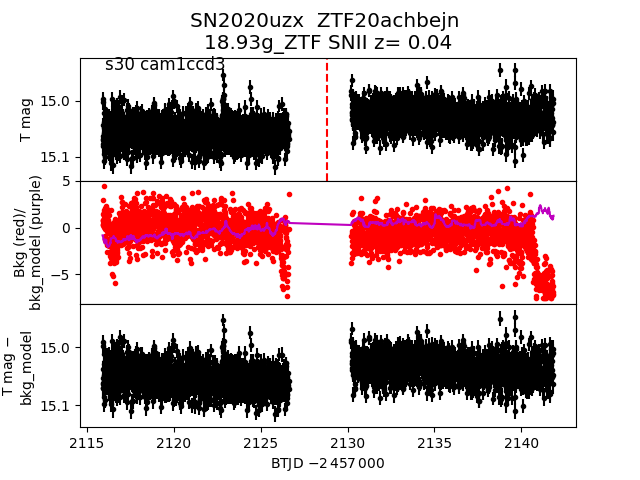 SN2020uzx  ZTF20achbejn
18.93g_ZTF SNII z= 0.04
s30 cam1ccd3
T mag
15.0
15.1
Bkg (red)/
bkg_model (purple)
5
0
−5
T mag −
bkg_model
15.0
15.1
2115 2120 2125 2130 2135 2140
BTJD −2 457 000